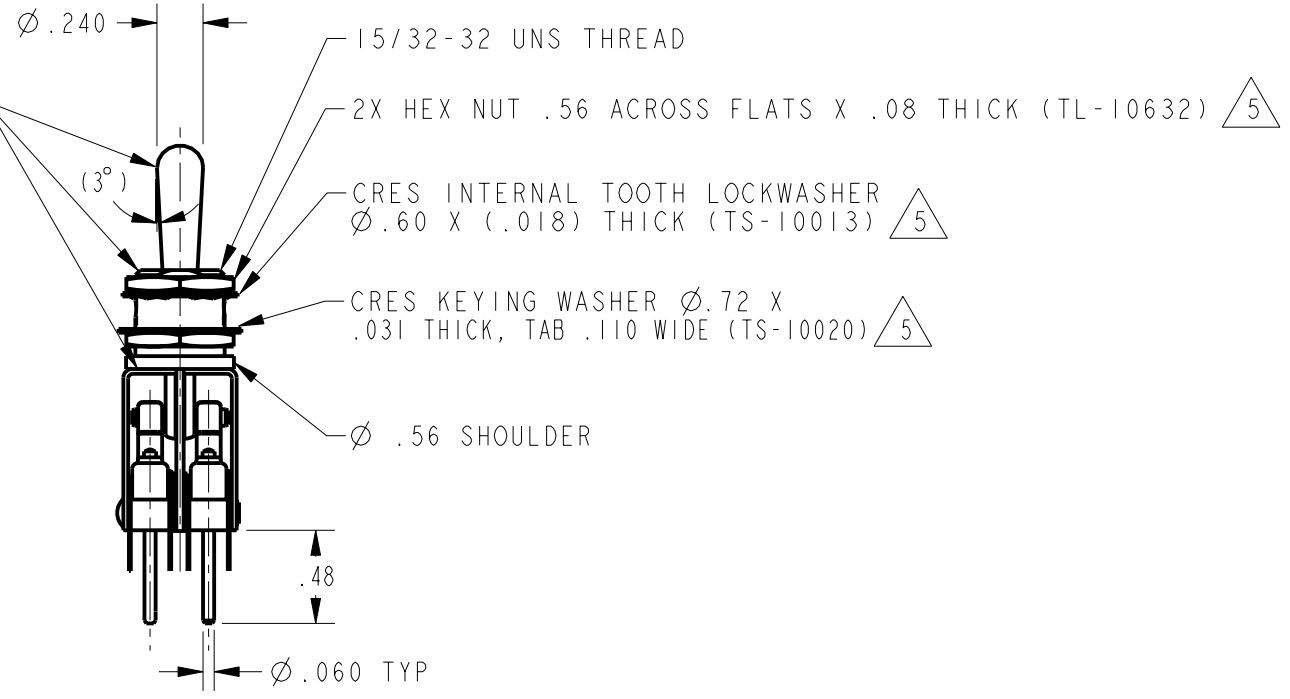 Ø.240
15/32-32 UNS THREAD
2X HEX NUT .56 ACROSS FLATS X .08 THICK (TL-10632) 5
(3°)
CRES INTERNAL TOOTH LOCKWASHER
Ø.60 X (.018) THICK (TS-10013) 5
CRES KEYING WASHER Ø.72 X
.031 THICK, TAB .110 WIDE (TS-10020) 5
Ø .56 SHOULDER
.48
Ø.060 TYP